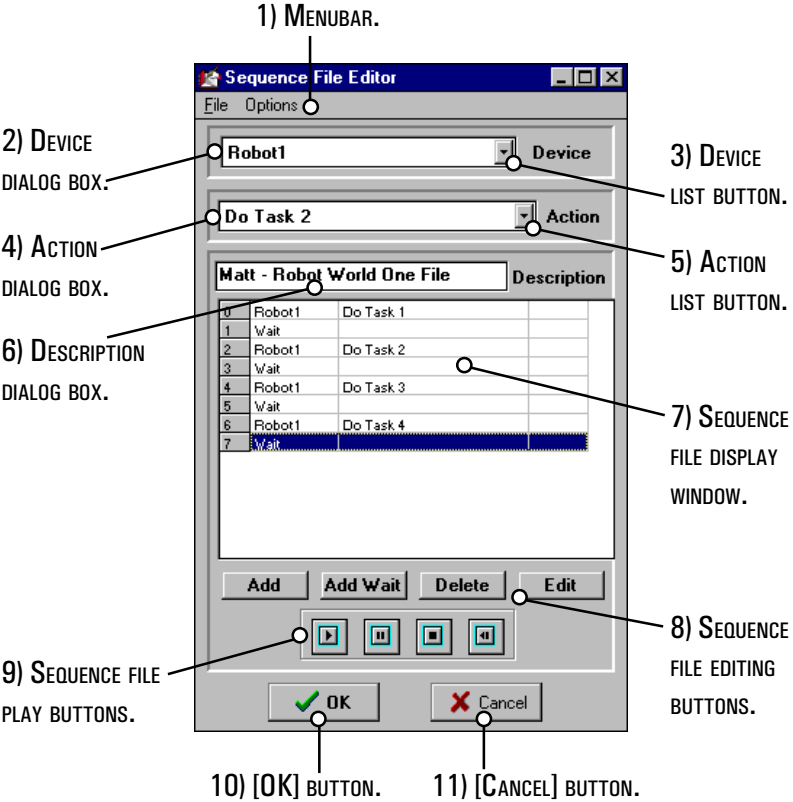 1) Menubar.
Sequence File Editor
File Options
2) Device
dialog box.
Robot1
Device
3) Device
list button.
4) Action
dialog box.
Do Task 2
Action
5) Action
list button.
Matt - Robot World One File
Description
6) Description
dialog box.
0 Robot1 Do Task 1
1 Wait
2 Robot1 Do Task 2
3 Wait
4 Robot1 Do Task 3
5 Wait
6 Robot1 Do Task 4
7 Wait
7) Sequence
file display
window.
Add Add Wait Delete Edit
8) Sequence
file editing
buttons.
9) Sequence file
play buttons.
OK Cancel
10) [OK] button. 11) [Cancel] button.